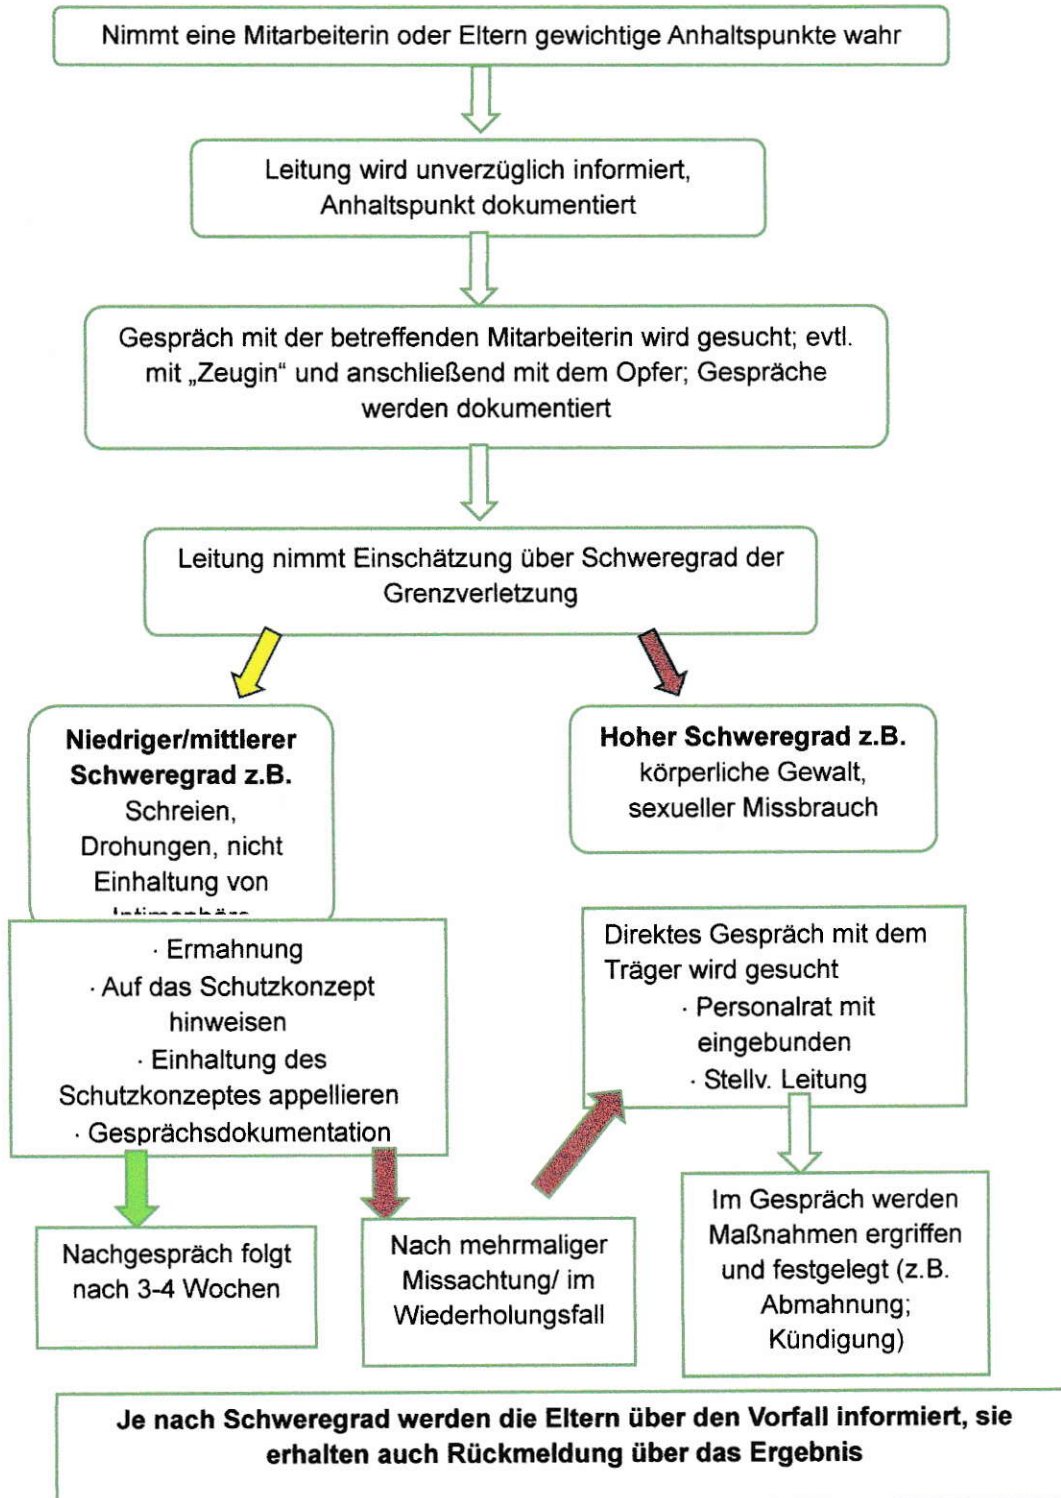 Nimmt eine Mitarbeiterin oder Eltern gewichtige Anhaltspunkte wahr
Leitung wird unverzüglich informiert,
Anhaltspunkt dokumentiert
Gespräch mit der betreffenden Mitarbeiterin wird gesucht; evtl.
mit „Zeugin“ und anschließend mit dem Opfer; Gespräche
werden dokumentiert
Leitung nimmt Einschätzung über Schweregrad der
Grenzverletzung
Niedriger/mittlerer
Schweregrad z.B.
Schreien,
Drohungen, nicht
Einhaltung von
Hoher Schweregrad z.B.
körperliche Gewalt,
sexueller Missbrauch
· Ermahnung
· Auf das Schutzkonzept
hinweisen
· Einhaltung des
Schutzkonzeptes appellieren
· Gesprächsdokumentation
Direktes Gespräch mit dem
Träger wird gesucht
· Personalrat mit
eingebunden
· Stellv. Leitung
Nachgespräch folgt
nach 3-4 Wochen
Nach mehrmaliger
Missachtung/ im
Wiederholungsfall
Im Gespräch werden
Maßnahmen ergriffen
und festgelegt (z.B.
Abmahnung;
Kündigung)
Je nach Schweregrad werden die Eltern über den Vorfall informiert, sie
erhalten auch Rückmeldung über das Ergebnis